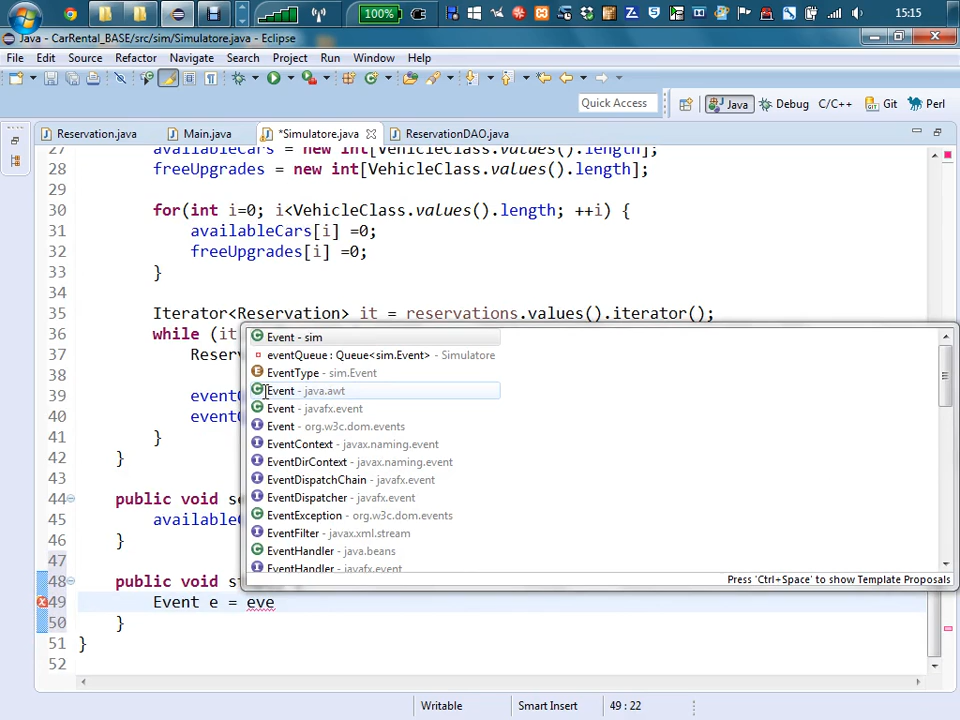 100%
15:15
Java - CarRental_BASE/src/sim/Simulatore.java - Eclipse
File Edit Source Refactor Navigate Search Project Run Window Help
Quick Access
Java Debug C/C++ Git Perl
Reservation.java Main.java *Simulatore.java ReservationDAO.java
27 availableCars = new int[VehicleClass.values().length];
28 freeUpgrades = new int[VehicleClass.values().length];
29
30 for(int i=0; i<VehicleClass.values().length; ++i) {
31 availableCars[i] =0;
32 freeUpgrades[i] =0;
33 }
34
35 Iterator<Reservation> it = reservations.values().iterator();
36 while (it
37 Reser
38
39 event
40 event
41 }
42 }
43
44 public void se
45 availableC
46 }
47
48 public void s
49 Event e = eve
50 }
51 }
52
Event - sim
eventQueue : Queue<sim.Event> - Simulatore
EventType - sim.Event
Event - java.awt
Event - javafx.event
Event - org.w3c.dom.events
EventContext - javax.naming.event
EventDirContext - javax.naming.event
EventDispatchChain - javafx.event
EventDispatcher - javafx.event
EventException - org.w3c.dom.events
EventFilter - javax.xml.stream
EventHandler - java.beans
EventHandler - javafx.event
Press 'Ctrl+Space' to show Template Proposals
Writable Smart Insert 49 : 22